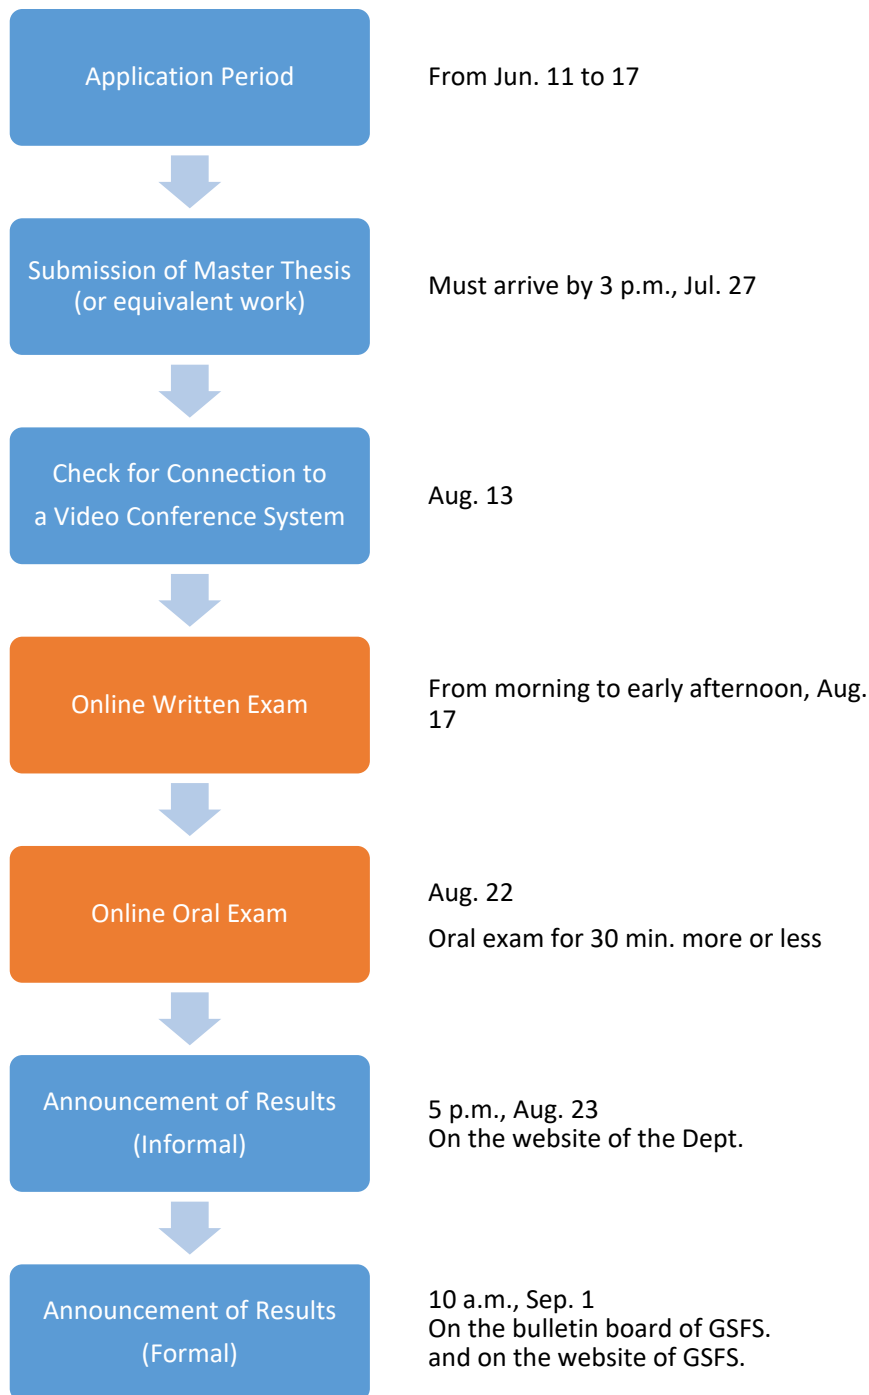 Application Period
From Jun. 11 to 17
Submission of Master Thesis
(or equivalent work)
Must arrive by 3 p.m., Jul. 27
Check for Connection to
a Video Conference System
Aug. 13
Online Written Exam
From morning to early afternoon, Aug.
17
Online Oral Exam
Aug. 22
Oral exam for 30 min. more or less
Announcement of Results
(Informal)
5 p.m., Aug. 23
On the website of the Dept.
Announcement of Results
(Formal)
10 a.m., Sep. 1
On the bulletin board of GSFS.
and on the website of GSFS.